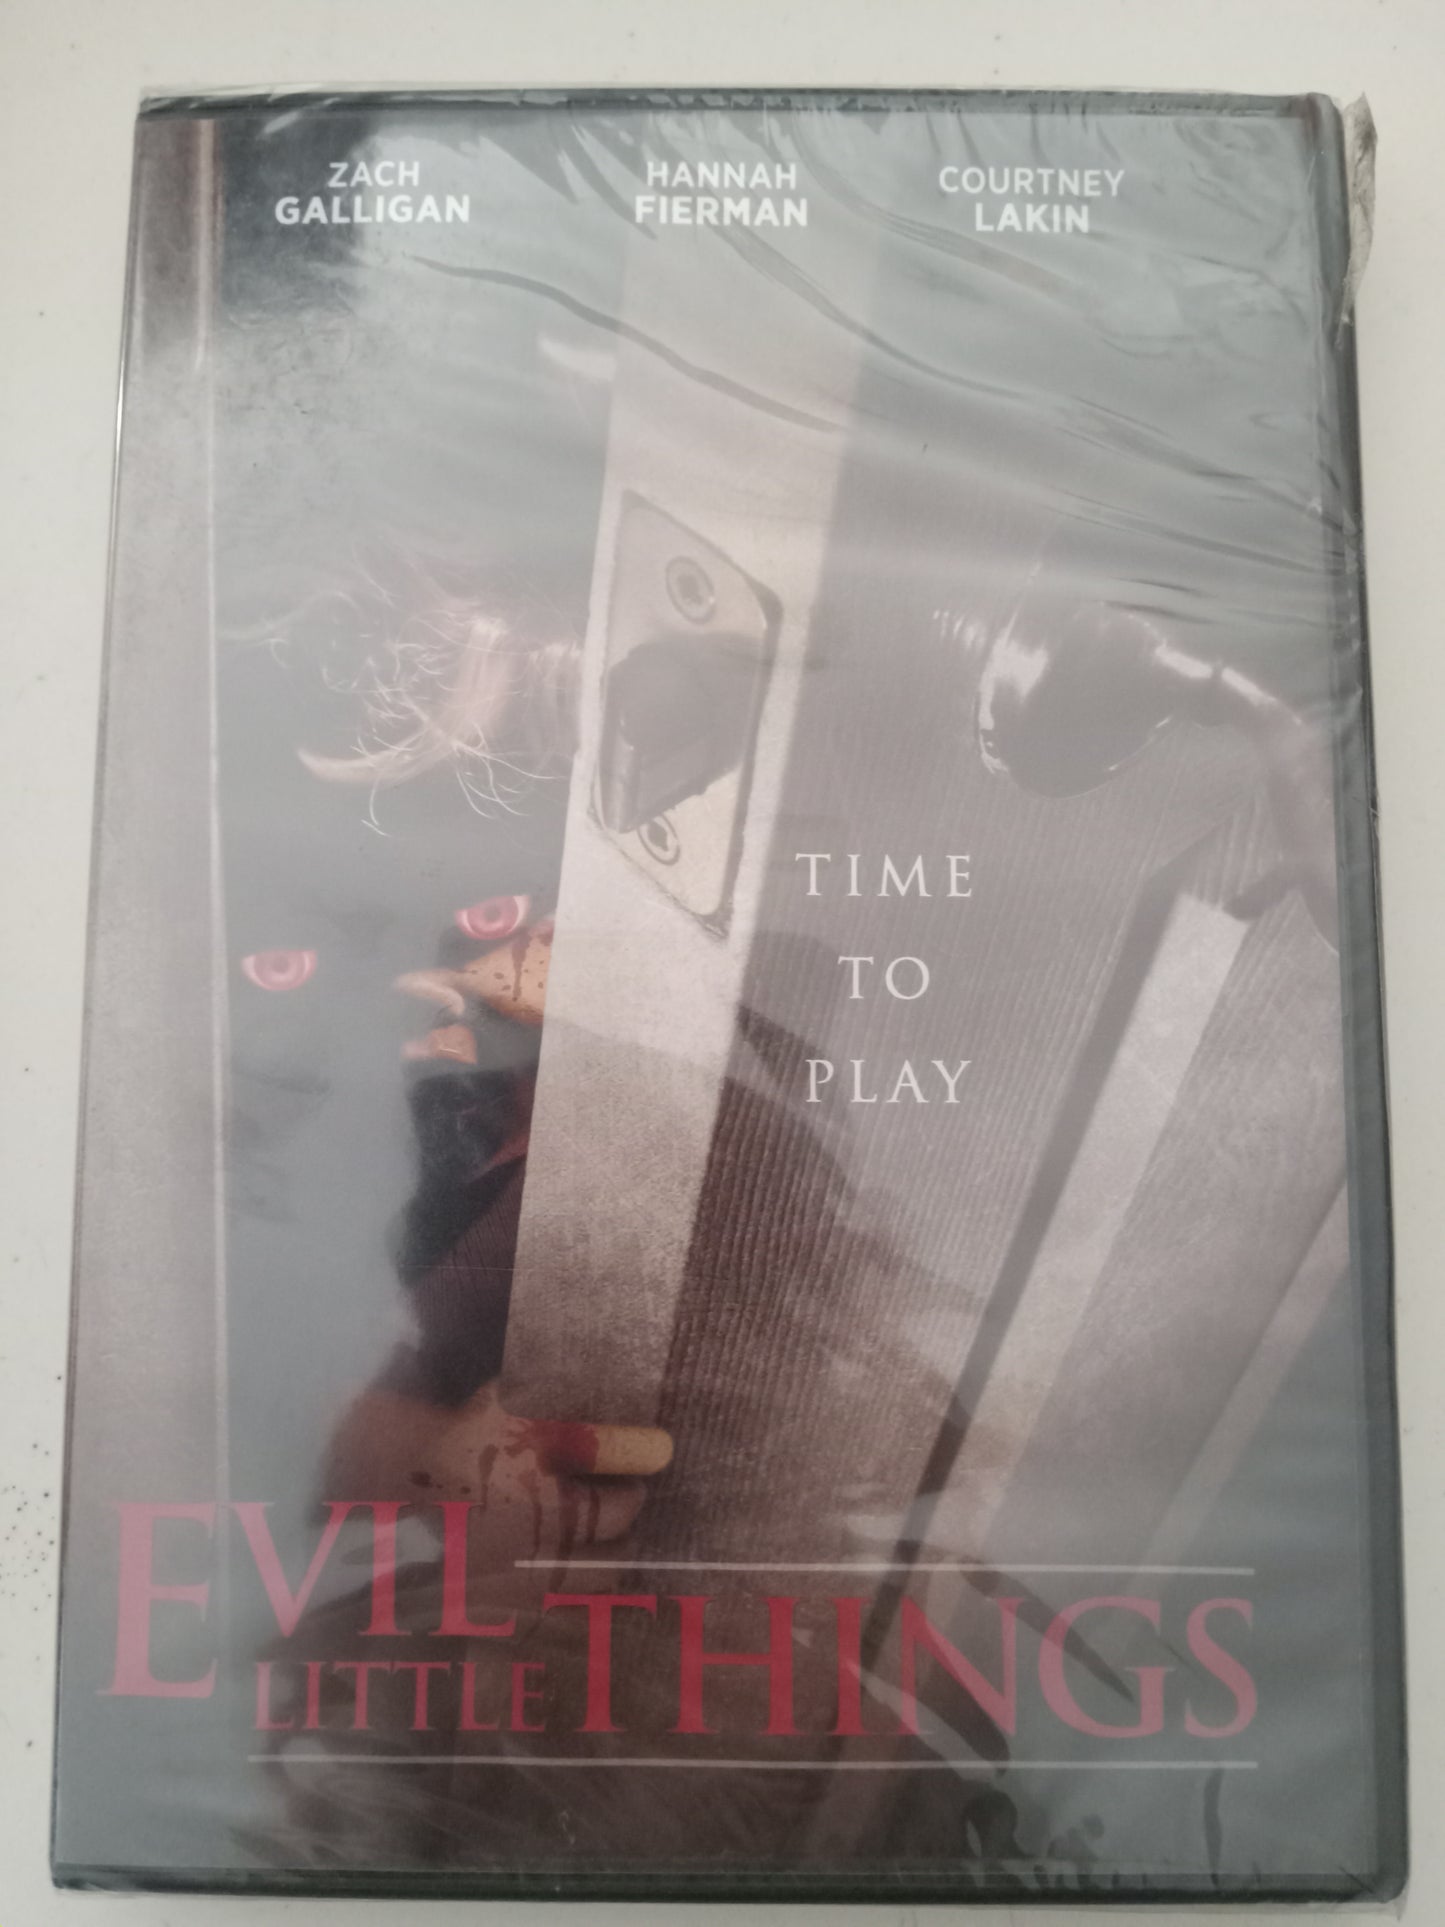 ZACH
GALLIGAN
HANNAH
FIERMAN
COURTNEY
LAKIN
TIME
TO
PLAY
EVIL
LITTLE THINGS